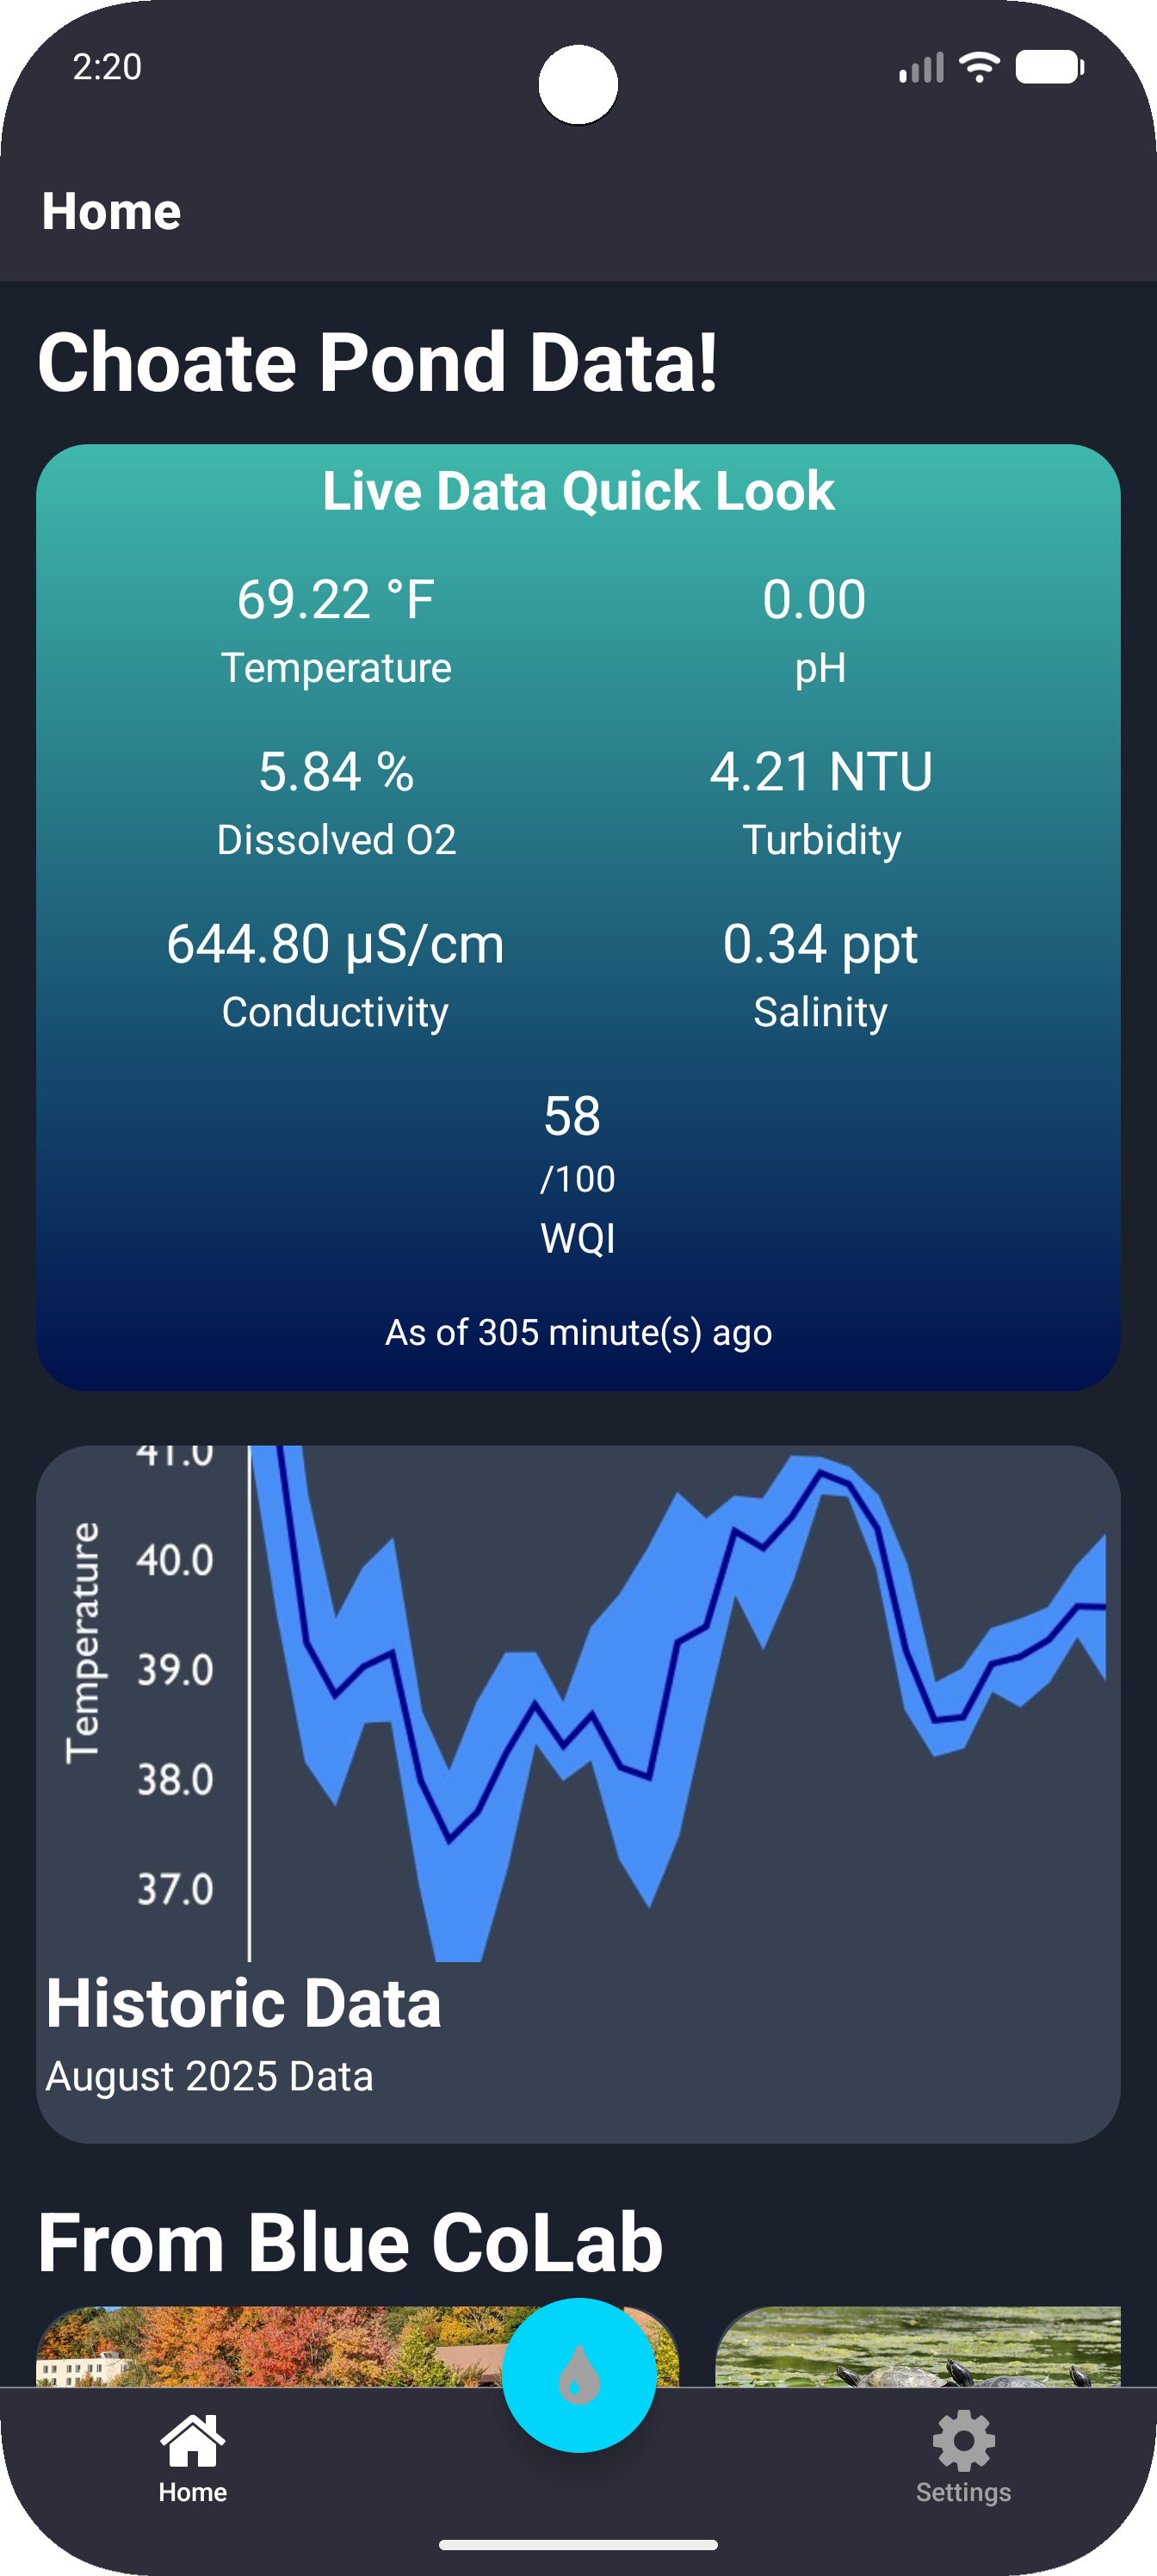 2:20
Home
Choate Pond Data!
Live Data Quick Look
69.22 °F
0.00
Temperature
pH
5.84 %
4.21 NTU
Dissolved O2
Turbidity
644.80 µS/cm
0.34 ppt
Conductivity
Salinity
58
/100
WQI
As of 305 minute(s) ago
41.0
Temperature
40.0
39.0
38.0
37.0
Historic Data
August 2025 Data
From Blue CoLab
Home
Settings